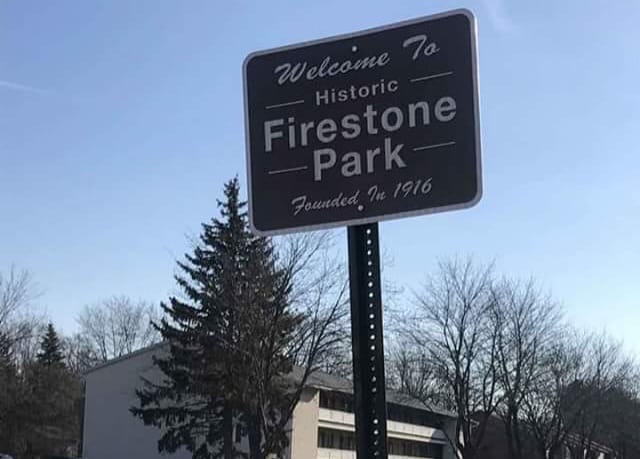 Welcome To
Historic
Firestone
Park
Founded In 1916